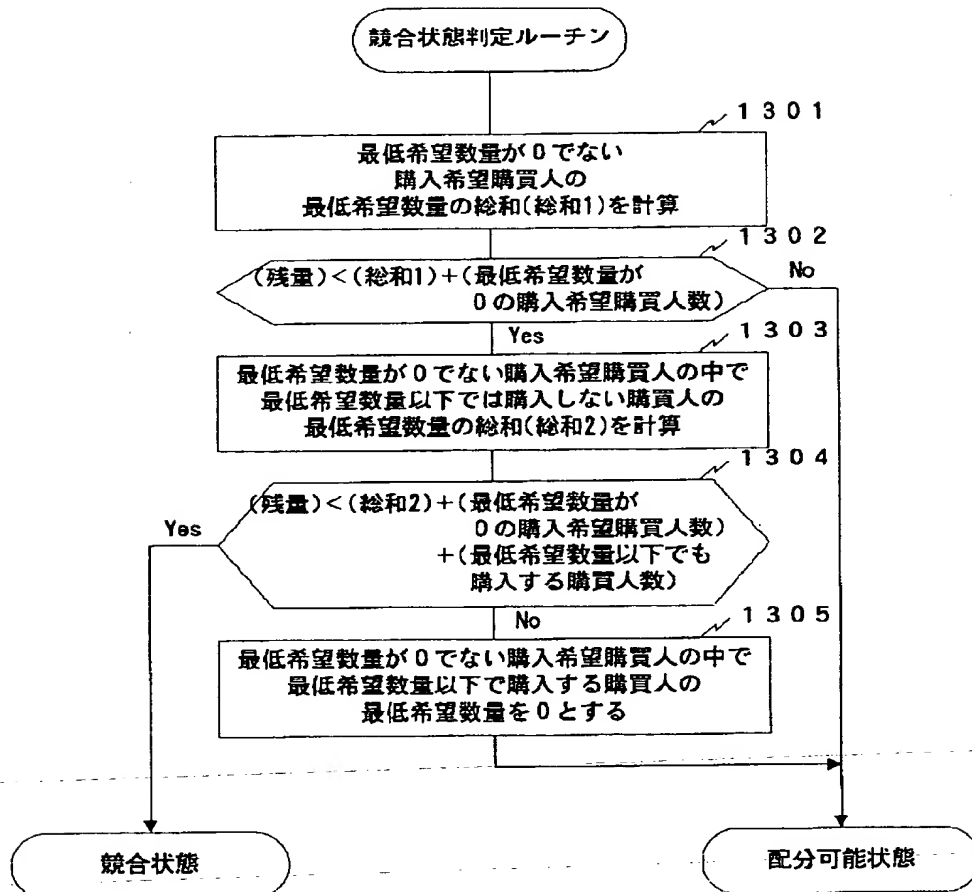 競合状態判定ルーチン
1301
最低希望数量が0でない
購入希望購買人の
最低希望数量の総和(総和1)を計算
1302
(残量)<(総和1)+(最低希望数量が
0の購入希望購買人数)
No
Yes
1303
最低希望数量が0でない購入希望購買人の中で
最低希望数量以下では購入しない購買人の
最低希望数量の総和(総和2)を計算
1304
(残量)<(総和2)+(最低希望数量が
0の購入希望購買人数)
+(最低希望数量以下でも
購入する購買人数)
Yes
No
1305
最低希望数量が0でない購入希望購買人の中で
最低希望数量以下で購入する購買人の
最低希望数量を0とする
競合状態
配分可能状態